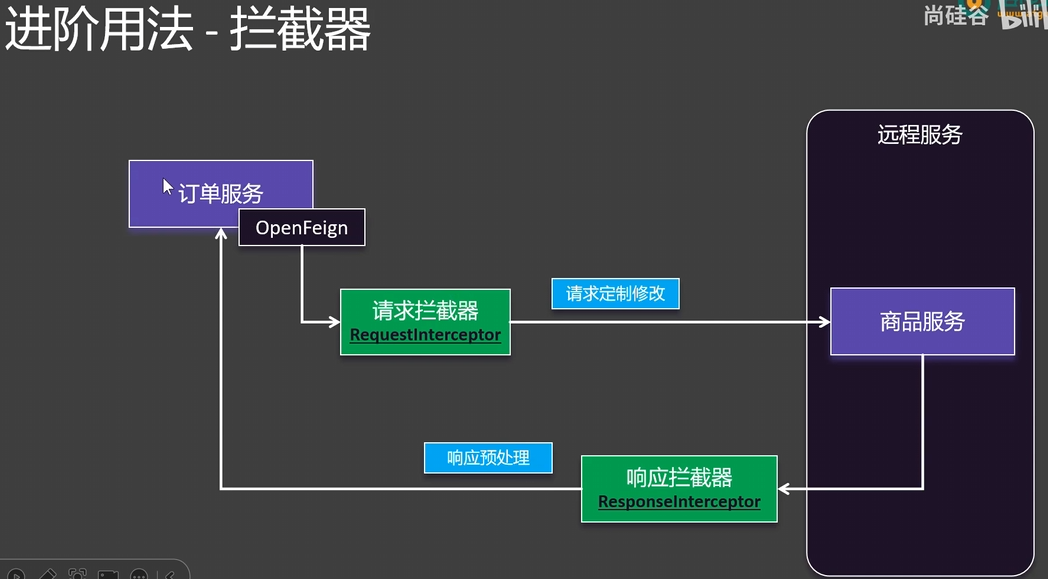 进阶用法 - 拦截器
尚硅谷
远程服务
订单服务
OpenFeign
请求定制修改
请求拦截器
RequestInterceptor
商品服务
响应预处理
响应拦截器
ResponseInterceptor